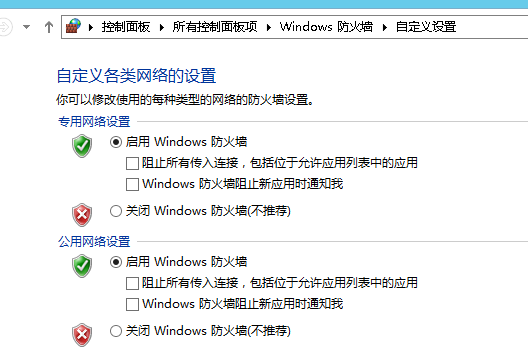 控制面板 所有控制面板项 Windows 防火墙 自定义设置
自定义各类网络的设置
你可以修改使用的每种类型的网络的防火墙设置。
专用网络设置
启用 Windows 防火墙
阻止所有传入连接，包括位于允许应用列表中的应用
Windows 防火墙阻止新应用时通知我
关闭 Windows 防火墙(不推荐)
公用网络设置
启用 Windows 防火墙
阻止所有传入连接，包括位于允许应用列表中的应用
Windows 防火墙阻止新应用时通知我
关闭 Windows 防火墙(不推荐)